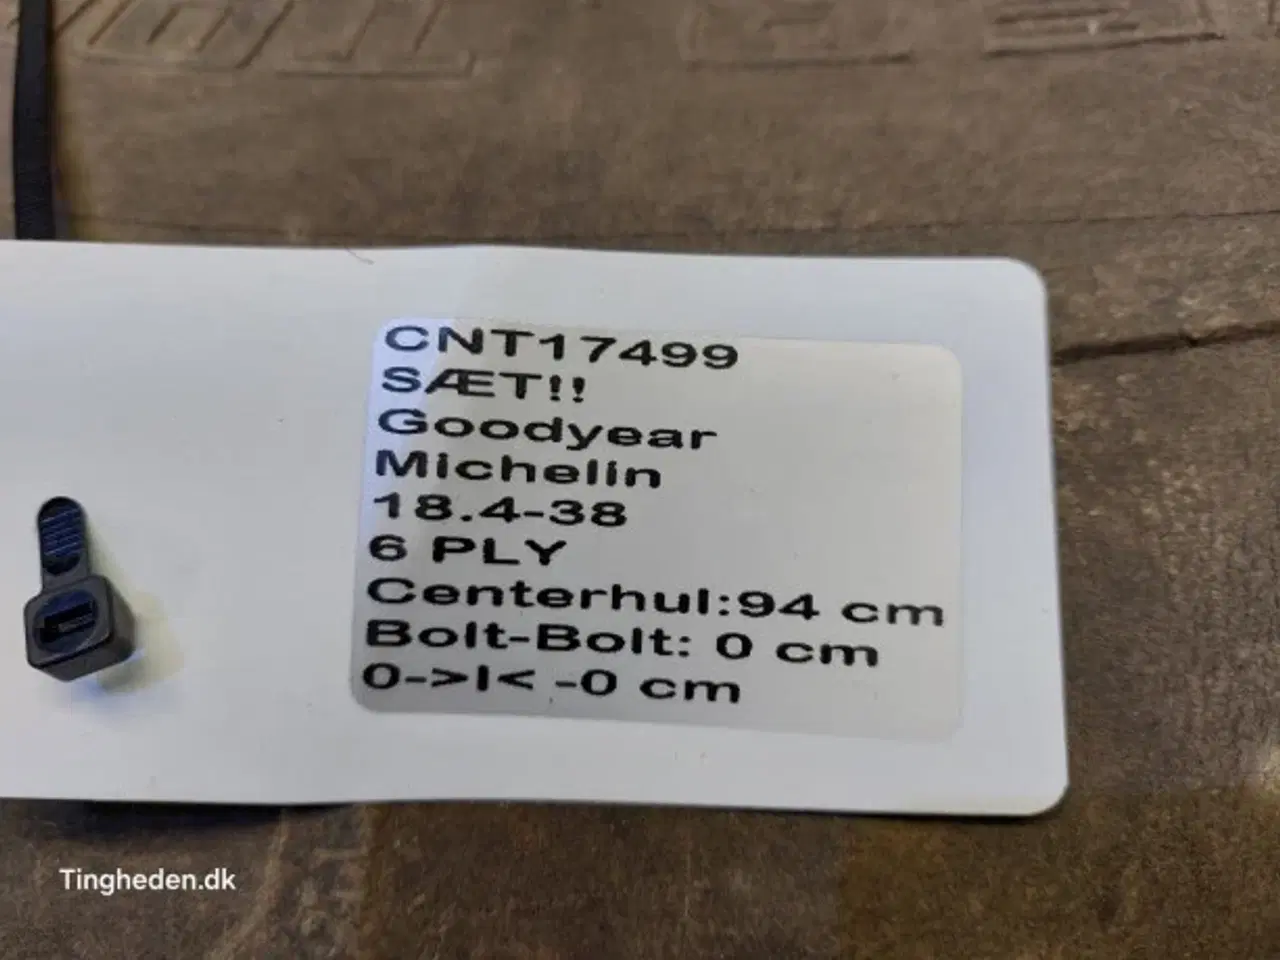 CNT17499
SÆT!!
Goodyear
Michelin
18.4-38
6 PLY
Centerhul:94 cm
Bolt-Bolt: 0 cm
0->I< -0 cm
Tingheden.dk